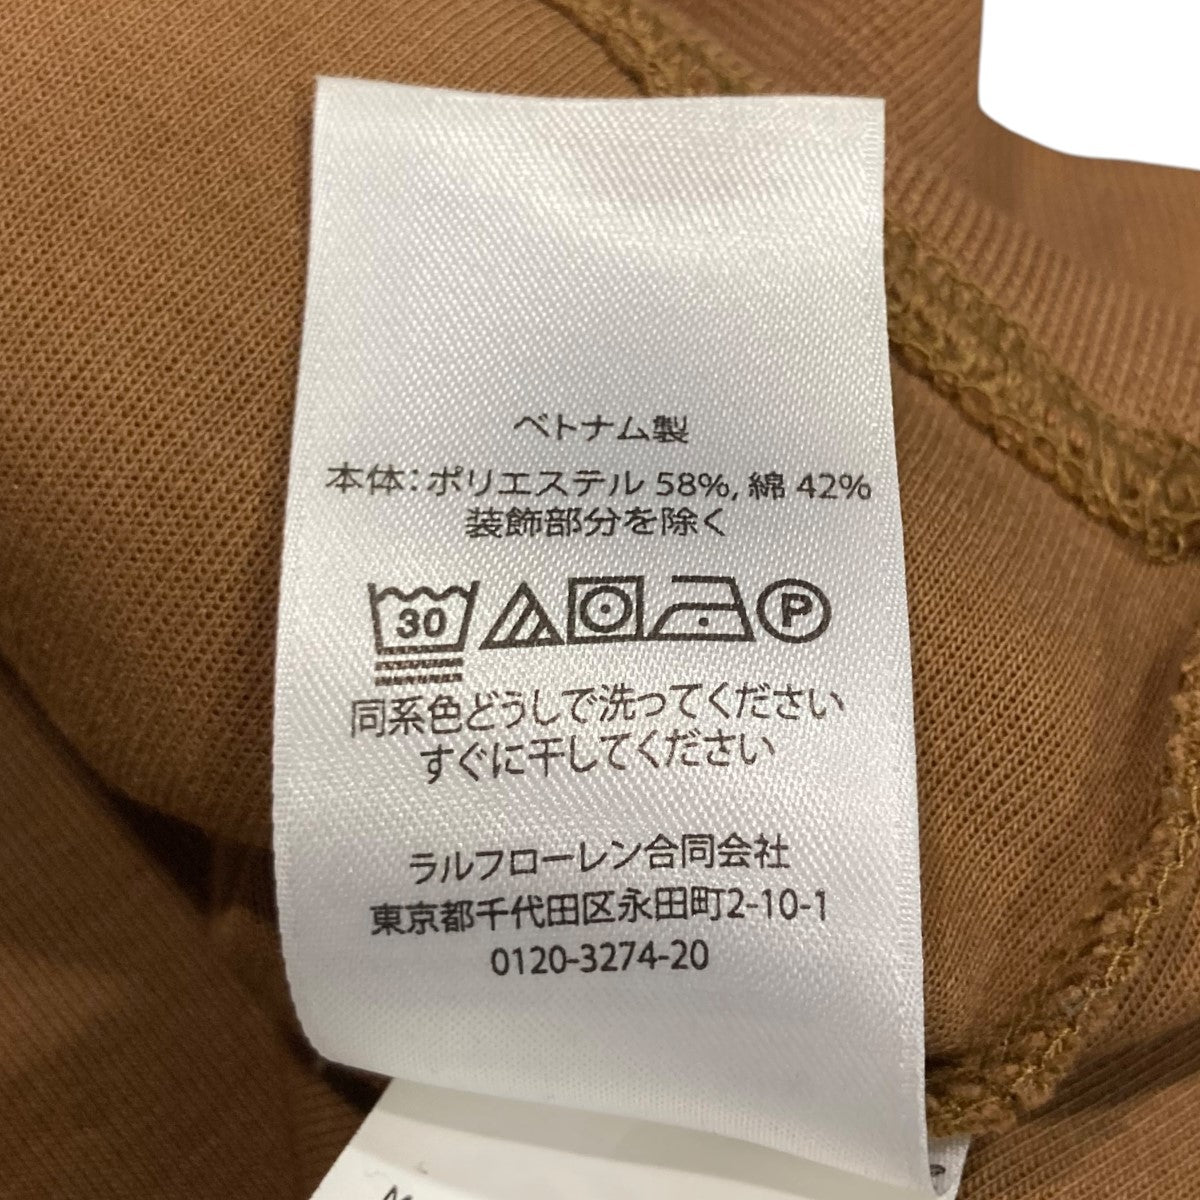 ベトナム製
本体: ポリエステル 58%, 綿 42%
装飾部分を除く
30 P
同系色どうしで洗ってください
すぐに干してください
ラルフローレン合同会社
東京都千代田区永田町2-10-1
0120-3274-20